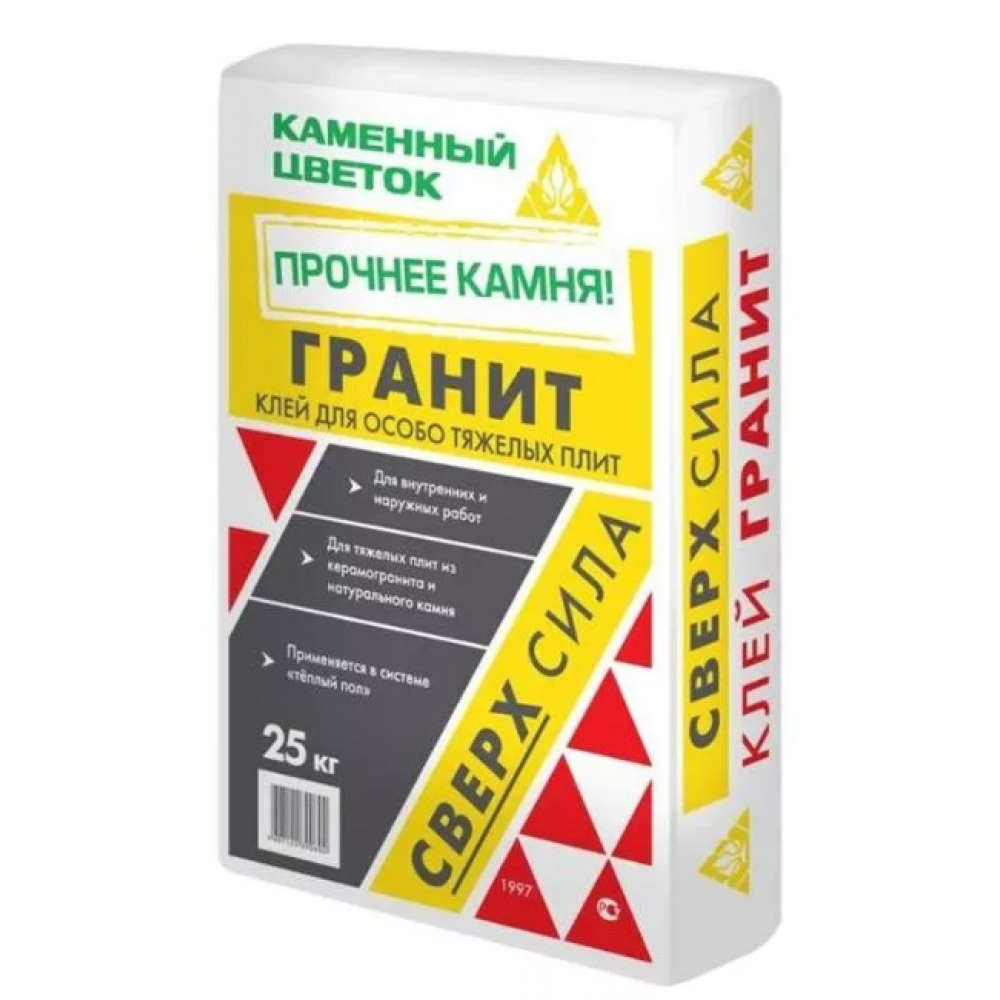 КАМЕННЫЙ
ЦВЕТОК
ПРОЧНЕЕ КАМНЯ!
ГРАНИТ
КЛЕЙ ДЛЯ ОСОБО ТЯЖЕЛЫХ ПЛИТ
Для внутренних и
наружных работ
Для тяжелых плит из
керамогранита и
натурального камня
Применяется в системе
«тёплый пол»
25 кг
СВЕРХ СИЛА
1997
СВЕРХ СИЛА
КЛЕЙ ГРАНИТ